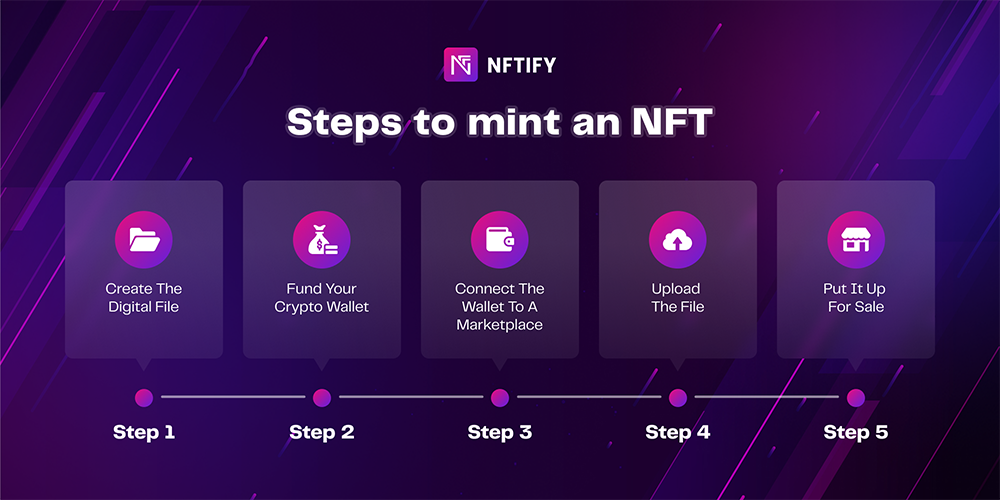 NFTIFY
Steps to mint an NFT
Create The
Digital File
Fund Your
Crypto Wallet
Connect The
Wallet To A
Marketplace
Upload
The File
Put It Up
For Sale
Step 1
Step 2
Step 3
Step 4
Step 5